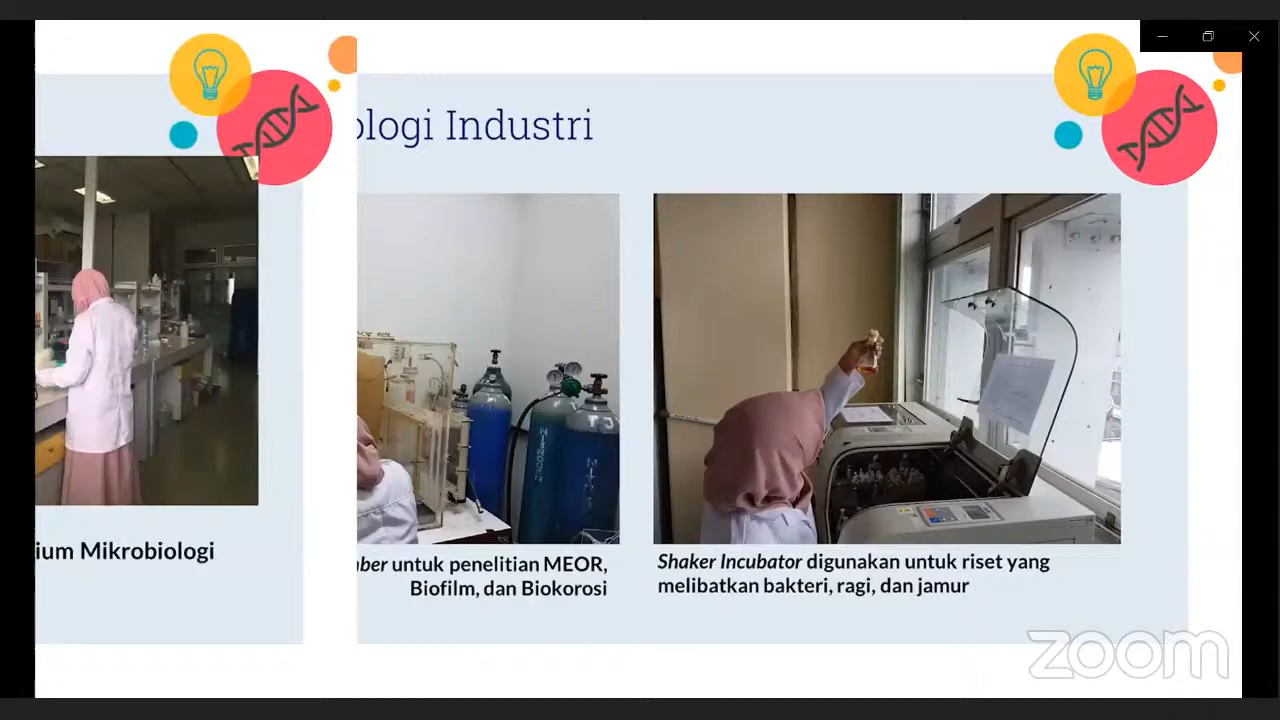 ologi Industri
ium Mikrobiologi
ber untuk penelitian MEOR,
Biofilm, dan Biokorosi
Shaker Incubator digunakan untuk riset yang
melibatkan bakteri, ragi, dan jamur
zoom